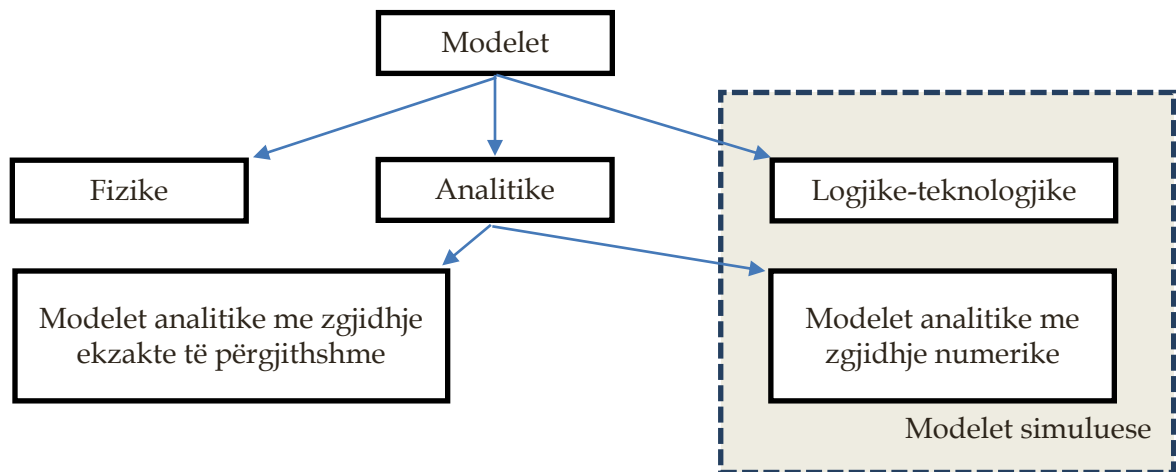 Modelet
Fizike
Analitike
Logjike-teknologjike
Modelet analitike me zgjidhje
ekzakte të përgjithshme
Modelet analitike me
zgjidhje numerike
Modelet simuluese